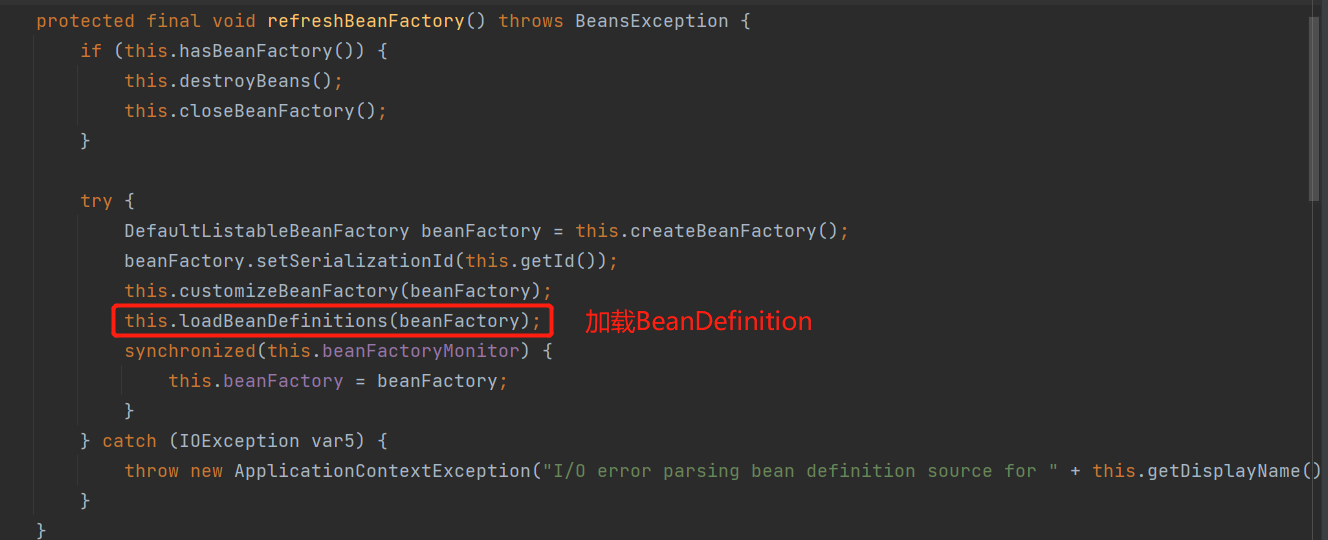 protected final void refreshBeanFactory() throws BeansException {
if (this.hasBeanFactory()) {
this.destroyBeans();
this.closeBeanFactory();
}
try {
DefaultListableBeanFactory beanFactory = this.createBeanFactory();
beanFactory.setSerializationId(this.getId());
this.customizeBeanFactory(beanFactory);
this.loadBeanDefinitions(beanFactory); 加载BeanDefinition
synchronized(this.beanFactoryMonitor) {
this.beanFactory = beanFactory;
}
} catch (IOException var5) {
throw new ApplicationContextException("I/O error parsing bean definition source for " + this.getDisplayName()
}
}